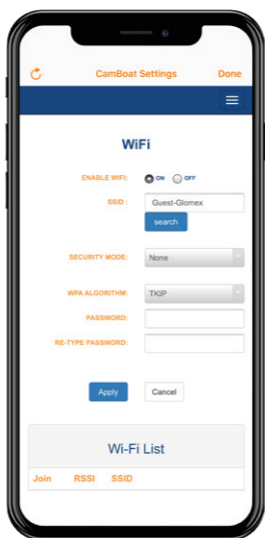 CamBoat Settings Done
WiFi
ENABLE WIFI: ON OFF
SSID : Guest-Glomex
search
SECURITY MODE: None
WPA ALGORITHM: TKIP
PASSWORD:
RE-TYPE PASSWORD:
Apply Cancel
Wi-Fi List
Join RSSI SSID